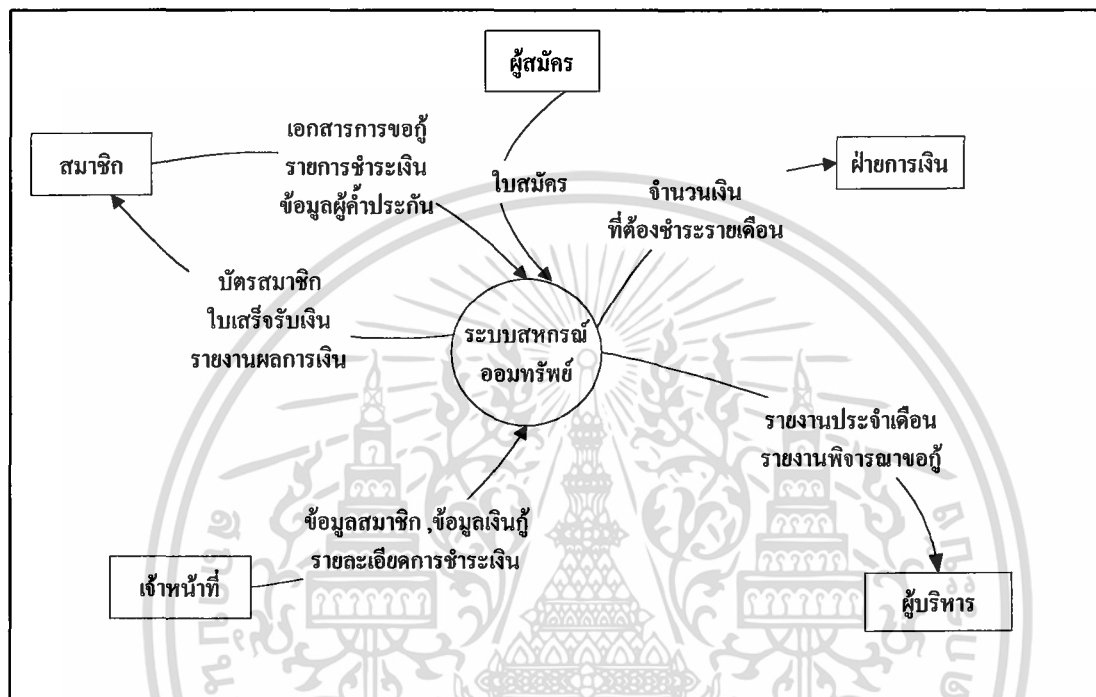 ผู้สมัคร
สมาชิก
เอกสารการขอกู้
รายการชำระเงิน
ข้อมูลผู้ค้ำประกัน
ใบสมัคร
จำนวนเงิน
ที่ต้องชำระรายเดือน
ฝ่ายการเงิน
บัตรสมาชิก
ใบเสร็จรับเงิน
รายงานผลการเงิน
ระบบสหกรณ์
ออมทรัพย์
รายงานประจำเดือน
รายงานพิจารณาขอกู้
ข้อมูลสมาชิก ,ข้อมูลเงินกู้
รายละเอียดการชำระเงิน
เจ้าหน้าที่
ผู้บริหาร